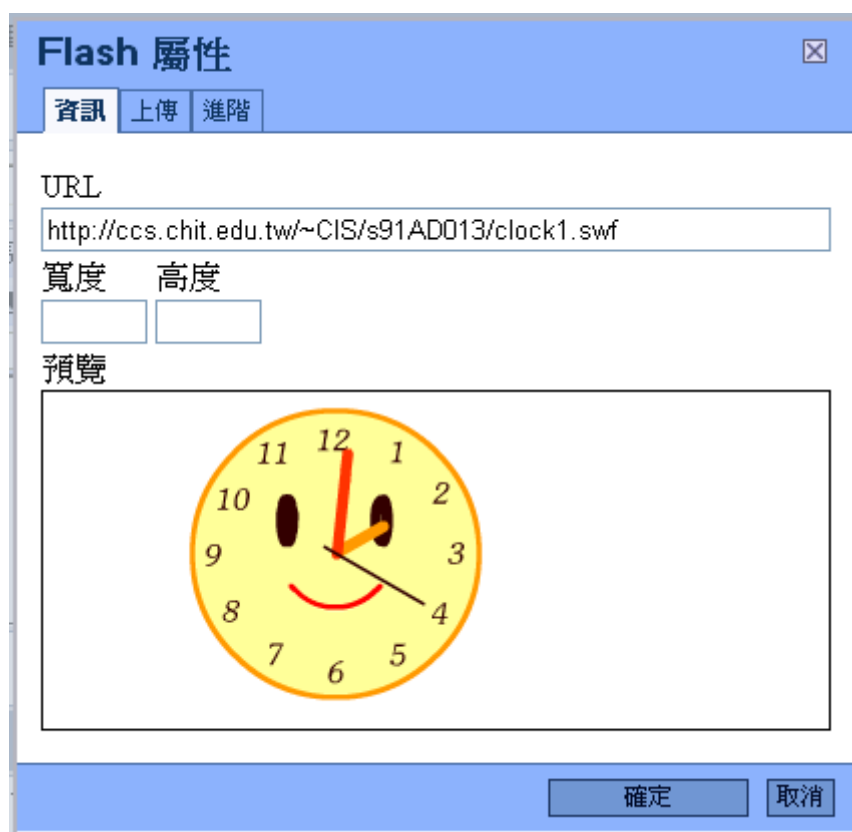 Flash 屬性
資訊 上傳 進階
URL
http://ccs.chit.edu.tw/~CIS/s91AD013/clock1.swf
寬度 高度
預覽
12
11 1
10 2
9 3
8 4
7 5
6
確定 取消